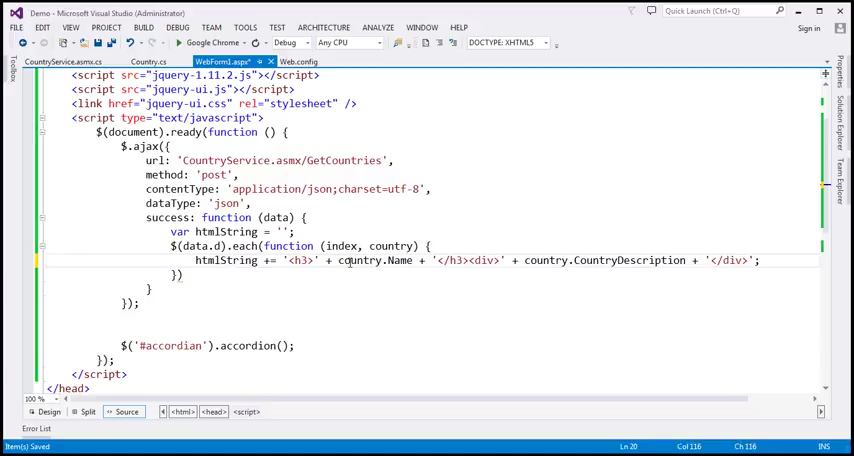 Demo - Microsoft Visual Studio (Administrator)
Quick Launch (Ctrl+Q)
FILE EDIT VIEW PROJECT BUILD DEBUG TEAM TOOLS TEST ARCHITECTURE ANALYZE WINDOW HELP
Sign in
Google Chrome Debug Any CPU DOCTYPE: XHTML5
CountryService.asmx.cs Country.cs WebForm1.aspx* Web.config
Toolbox
Properties
Solution Explorer
Team Explorer
<script src="jquery-1.11.2.js"></script>
<script src="jquery-ui.js"></script>
<link href="jquery-ui.css" rel="stylesheet" />
<script type="text/javascript">
$(document).ready(function () {
$.ajax({
url: 'CountryService.asmx/GetCountries',
method: 'post',
contentType: 'application/json;charset=utf-8',
dataType: 'json',
success: function (data) {
var htmlString = '';
$(data.d).each(function (index, country) {
htmlString += '<h3>' + country.Name + '</h3><div>' + country.CountryDescription + '</div>';
})
}
});
$('#accordian').accordion();
});
</script>
</head>
100 %
Design Split Source <html> <head> <script>
Error List
Item(s) Saved Ln 20 Col 116 Ch 116 INS